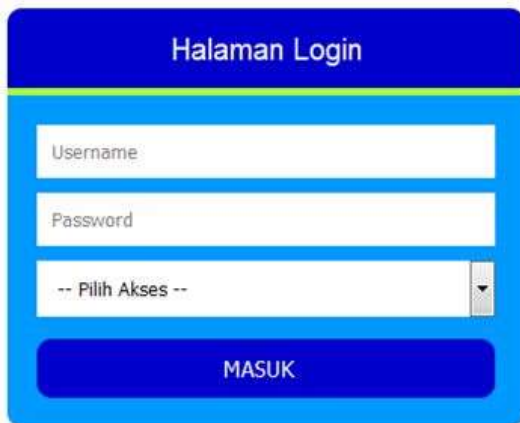 Halaman Login
Username
Password
-- Pilih Akses --
MASUK